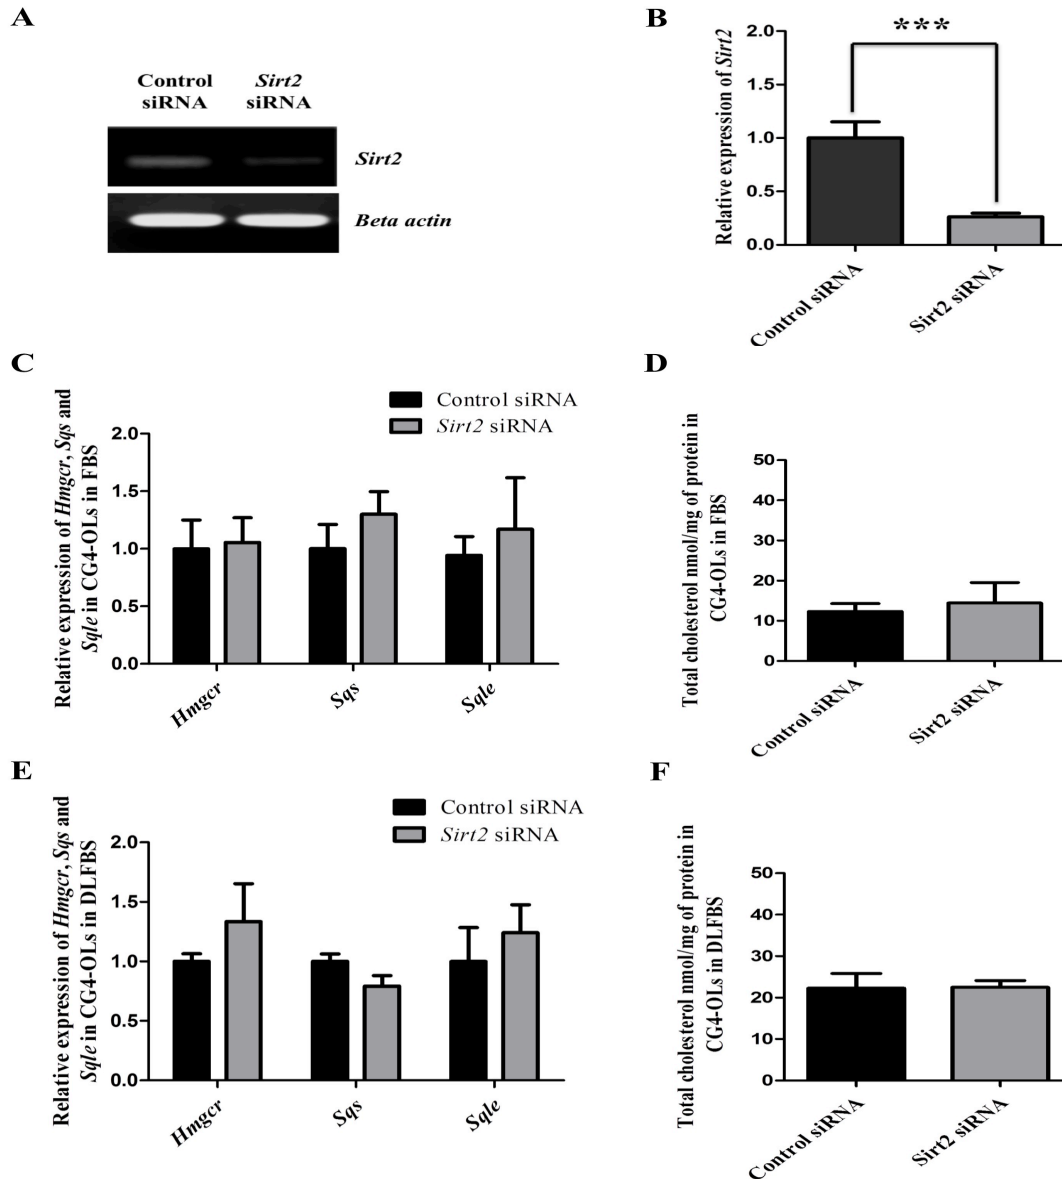 A
Control
siRNA
Sirt2
siRNA
Sirt2
Beta actin
B
Relative expression of Sirt2
2.0
1.5
1.0
0.5
0.0
***
Control siRNA
Sirt2 siRNA
C
Relative expression of Hmgcr, Sqs and
Sqle in CG4-OLs in FBS
Control siRNA
Sirt2 siRNA
2.0
1.5
1.0
0.5
0.0
Hmgcr
Sqs
Sqle
D
Total cholesterol nmol/mg of protein in
CG4-OLs in FBS
50
40
30
20
10
0
Control siRNA
Sirt2 siRNA
E
Relative expression of Hmgcr, Sqs and
Sqle in CG4-OLs in DLFBS
Control siRNA
Sirt2 siRNA
2.0
1.5
1.0
0.5
0.0
Hmgcr
Sqs
Sqle
F
Total cholesterol nmol/mg of protein in
CG4-OLs in DLFBS
50
40
30
20
10
0
Control siRNA
Sirt2 siRNA